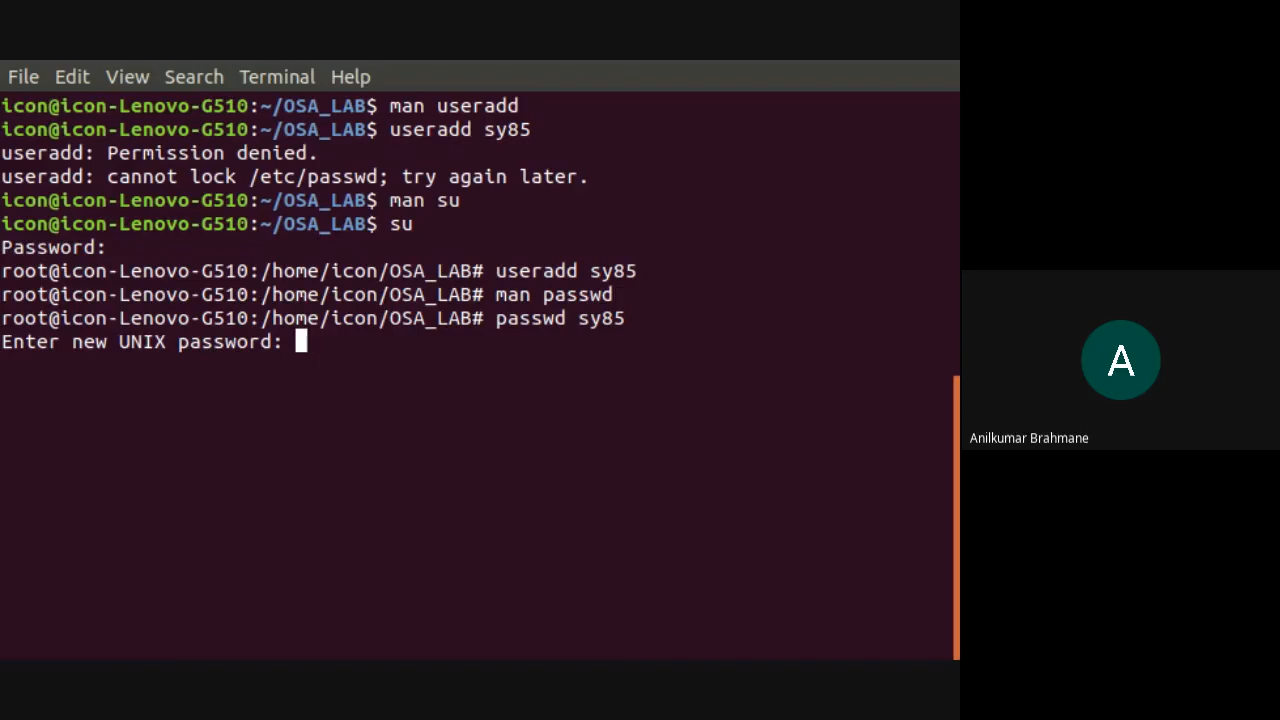 File Edit View Search Terminal Help
icon@icon-Lenovo-G510:~/OSA_LAB$ man useradd
icon@icon-Lenovo-G510:~/OSA_LAB$ useradd sy85
useradd: Permission denied.
useradd: cannot lock /etc/passwd; try again later.
icon@icon-Lenovo-G510:~/OSA_LAB$ man su
icon@icon-Lenovo-G510:~/OSA_LAB$ su
Password:
root@icon-Lenovo-G510:/home/icon/OSA_LAB# useradd sy85
root@icon-Lenovo-G510:/home/icon/OSA_LAB# man passwd
root@icon-Lenovo-G510:/home/icon/OSA_LAB# passwd sy85
Enter new UNIX password:
A
Anilkumar Brahmane